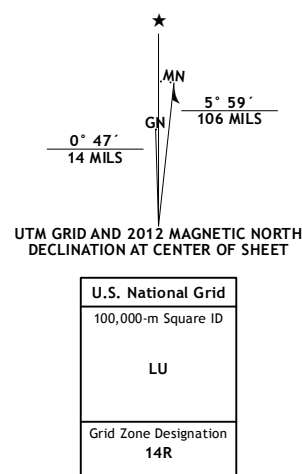 ★
MN
5° 59´
106 MILS
GN
0° 47´
14 MILS
UTM GRID AND 2012 MAGNETIC NORTH
DECLINATION AT CENTER OF SHEET
U.S. National Grid
100,000-m Square ID
LU
Grid Zone Designation
14R